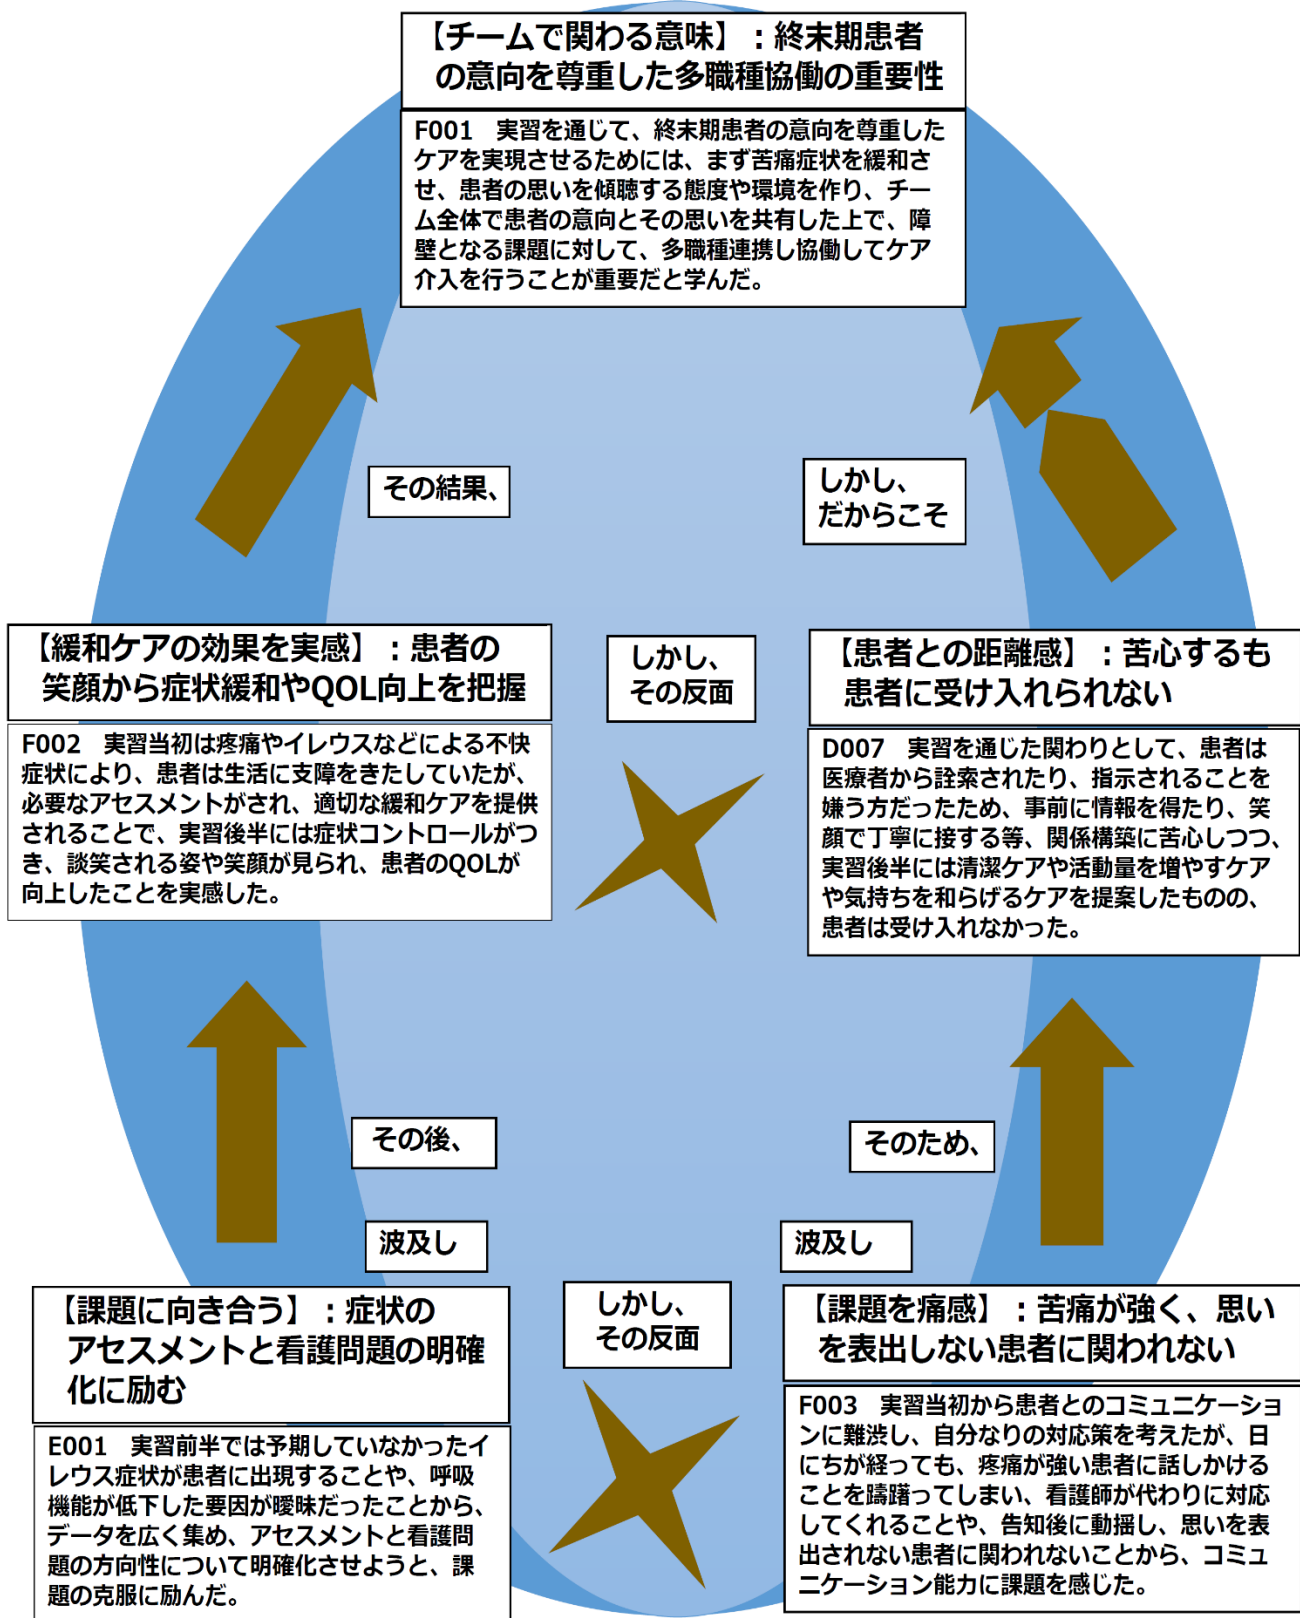 【チームで関わる意味】：終末期患者
の意向を尊重した多職種協働の重要性
F001　実習を通じて、終末期患者の意向を尊重した
ケアを実現させるためには、まず苦痛症状を緩和さ
せ、患者の思いを傾聴する態度や環境を作り、チー
ム全体で患者の意向とその思いを共有した上で、障
壁となる課題に対して、多職種連携し協働してケア
介入を行うことが重要だと学んだ。
その結果、
しかし、
だからこそ
【緩和ケアの効果を実感】：患者の
笑顔から症状緩和やQOL向上を把握
F002　実習当初は疼痛やイレウスなどによる不快
症状により、患者は生活に支障をきたしていたが、
必要なアセスメントがされ、適切な緩和ケアを提供
されることで、実習後半には症状コントロールがつ
き、談笑される姿や笑顔が見られ、患者のQOLが
向上したことを実感した。
しかし、
その反面
【患者との距離感】：苦心するも
患者に受け入れられない
D007　実習を通じた関わりとして、患者は
医療者から詮索されたり、指示されることを
嫌う方だったため、事前に情報を得たり、笑
顔で丁寧に接する等、関係構築に苦心しつつ、
実習後半には清潔ケアや活動量を増やすケア
や気持ちを和らげるケアを提案したものの、
患者は受け入れなかった。
その後、
そのため、
波及し
波及し
【課題に向き合う】：症状の
アセスメントと看護問題の明確
化に励む
E001　実習前半では予期していなかったイ
レウス症状が患者に出現することや、呼吸
機能が低下した要因が曖昧だったことから、
データを広く集め、アセスメントと看護問
題の方向性について明確化させようと、課
題の克服に励んだ。
しかし、
その反面
【課題を痛感】：苦痛が強く、思い
を表出しない患者に関われない
F003　実習当初から患者とのコミュニケーショ
ンに難渋し、自分なりの対応策を考えたが、日
にちが経っても、疼痛が強い患者に話しかける
ことを躊躇ってしまい、看護師が代わりに対応
してくれることや、告知後に動揺し、思いを表
出されない患者に関われないことから、コミュ
ニケーション能力に課題を感じた。